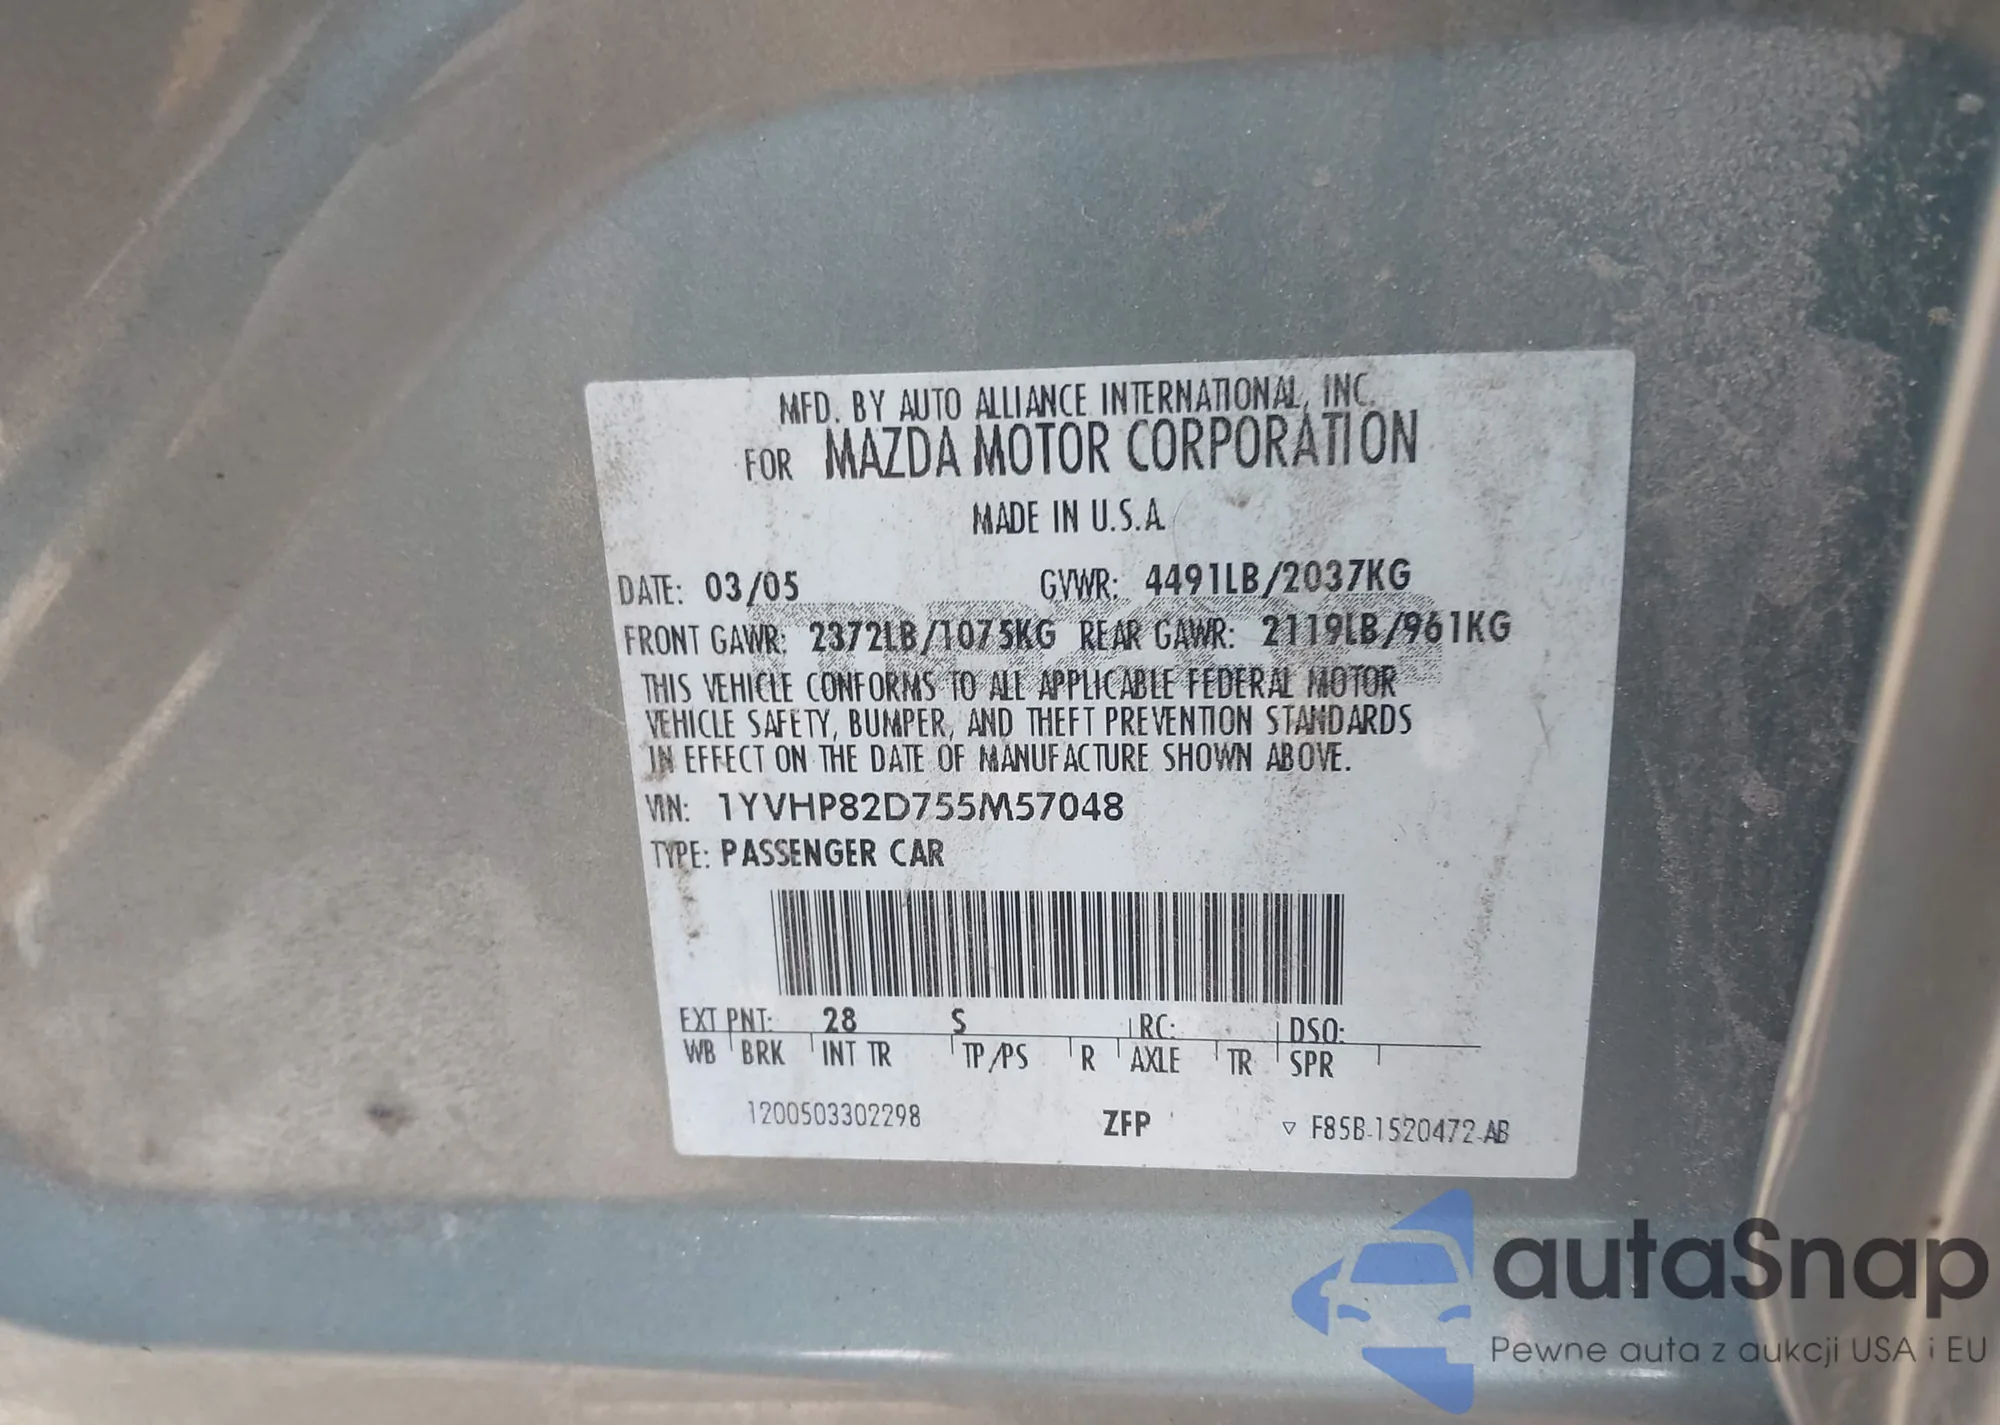 MFD. BY AUTO ALLIANCE INTERNATIONAL, INC.
FOR MAZDA MOTOR CORPORATION
MADE IN U.S.A.
DATE: 03/05 GVWR: 4491LB/2037KG
FRONT GAWR: 2372LB/1075KG REAR GAWR: 2119LB/961KG
THIS VEHICLE CONFORMS TO ALL APPLICABLE FEDERAL MOTOR
VEHICLE SAFETY, BUMPER, AND THEFT PREVENTION STANDARDS
IN EFFECT ON THE DATE OF MANUFACTURE SHOWN ABOVE.
VIN: 1YVHP82D755M57048
TYPE: PASSENGER CAR
EXT PNT: 28 S RC: DSO:
WB BRK INT TR TP/PS R AXLE TR SPR
1200503302298 ZFP ▽ F85B-1520472-AB
autaSnap
Pewne auta z aukcji USA i EU